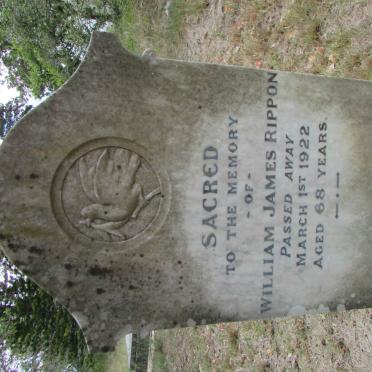 SACRED
TO THE MEMORY
- OF -
WILLIAM JAMES RIPPON
PASSED AWAY
MARCH 1ST 1922
AGED 68 YEARS.